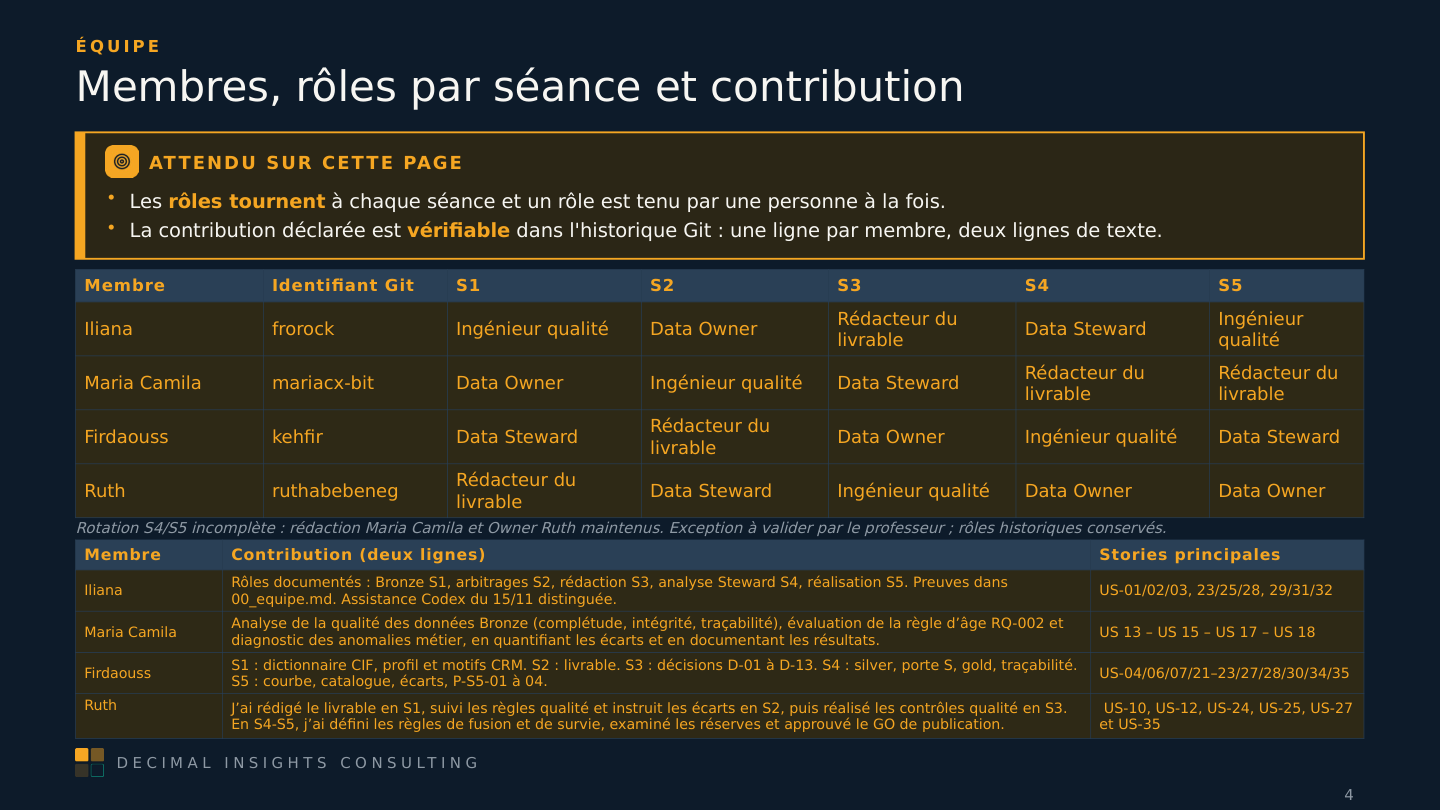 ÉQUIPE
Membres, rôles par séance et contribution
ATTENDU SUR CETTE PAGE
• Les rôles tournent à chaque séance et un rôle est tenu par une personne à la fois.
• La contribution déclarée est vérifiable dans l'historique Git : une ligne par membre, deux lignes de texte.
Membre Identifiant Git S1 S2 S3 S4 S5
Iliana frorock Ingénieur qualité Data Owner Rédacteur du livrable Data Steward Ingénieur qualité
Maria Camila mariacx-bit Data Owner Ingénieur qualité Data Steward Rédacteur du livrable Rédacteur du livrable
Firdaouss kehfir Data Steward Rédacteur du livrable Data Owner Ingénieur qualité Data Steward
Ruth ruthabebeneg Rédacteur du livrable Data Steward Ingénieur qualité Data Owner Data Owner
Rotation S4/S5 incomplète : rédaction Maria Camila et Owner Ruth maintenus. Exception à valider par le professeur ; rôles historiques conservés.
Membre Contribution (deux lignes) Stories principales
Iliana
Rôles documentés : Bronze S1, arbitrages S2, rédaction S3, analyse Steward S4, réalisation S5. Preuves dans
00_equipe.md. Assistance Codex du 15/11 distinguée.
US-01/02/03, 23/25/28, 29/31/32
Maria Camila
Analyse de la qualité des données Bronze (complétude, intégrité, traçabilité), évaluation de la règle d’âge RQ-002 et
diagnostic des anomalies métier, en quantifiant les écarts et en documentant les résultats.
US 13 – US 15 – US 17 – US 18
Firdaouss
S1 : dictionnaire CIF, profil et motifs CRM. S2 : livrable. S3 : décisions D-01 à D-13. S4 : silver, porte S, gold, traçabilité.
S5 : courbe, catalogue, écarts, P-S5-01 à 04.
US-04/06/07/21–23/27/28/30/34/35
Ruth
J’ai rédigé le livrable en S1, suivi les règles qualité et instruit les écarts en S2, puis réalisé les contrôles qualité en S3.
En S4-S5, j’ai défini les règles de fusion et de survie, examiné les réserves et approuvé le GO de publication.
US-10, US-12, US-24, US-25, US-27
et US-35
DECIMAL INSIGHTS CONSULTING
4